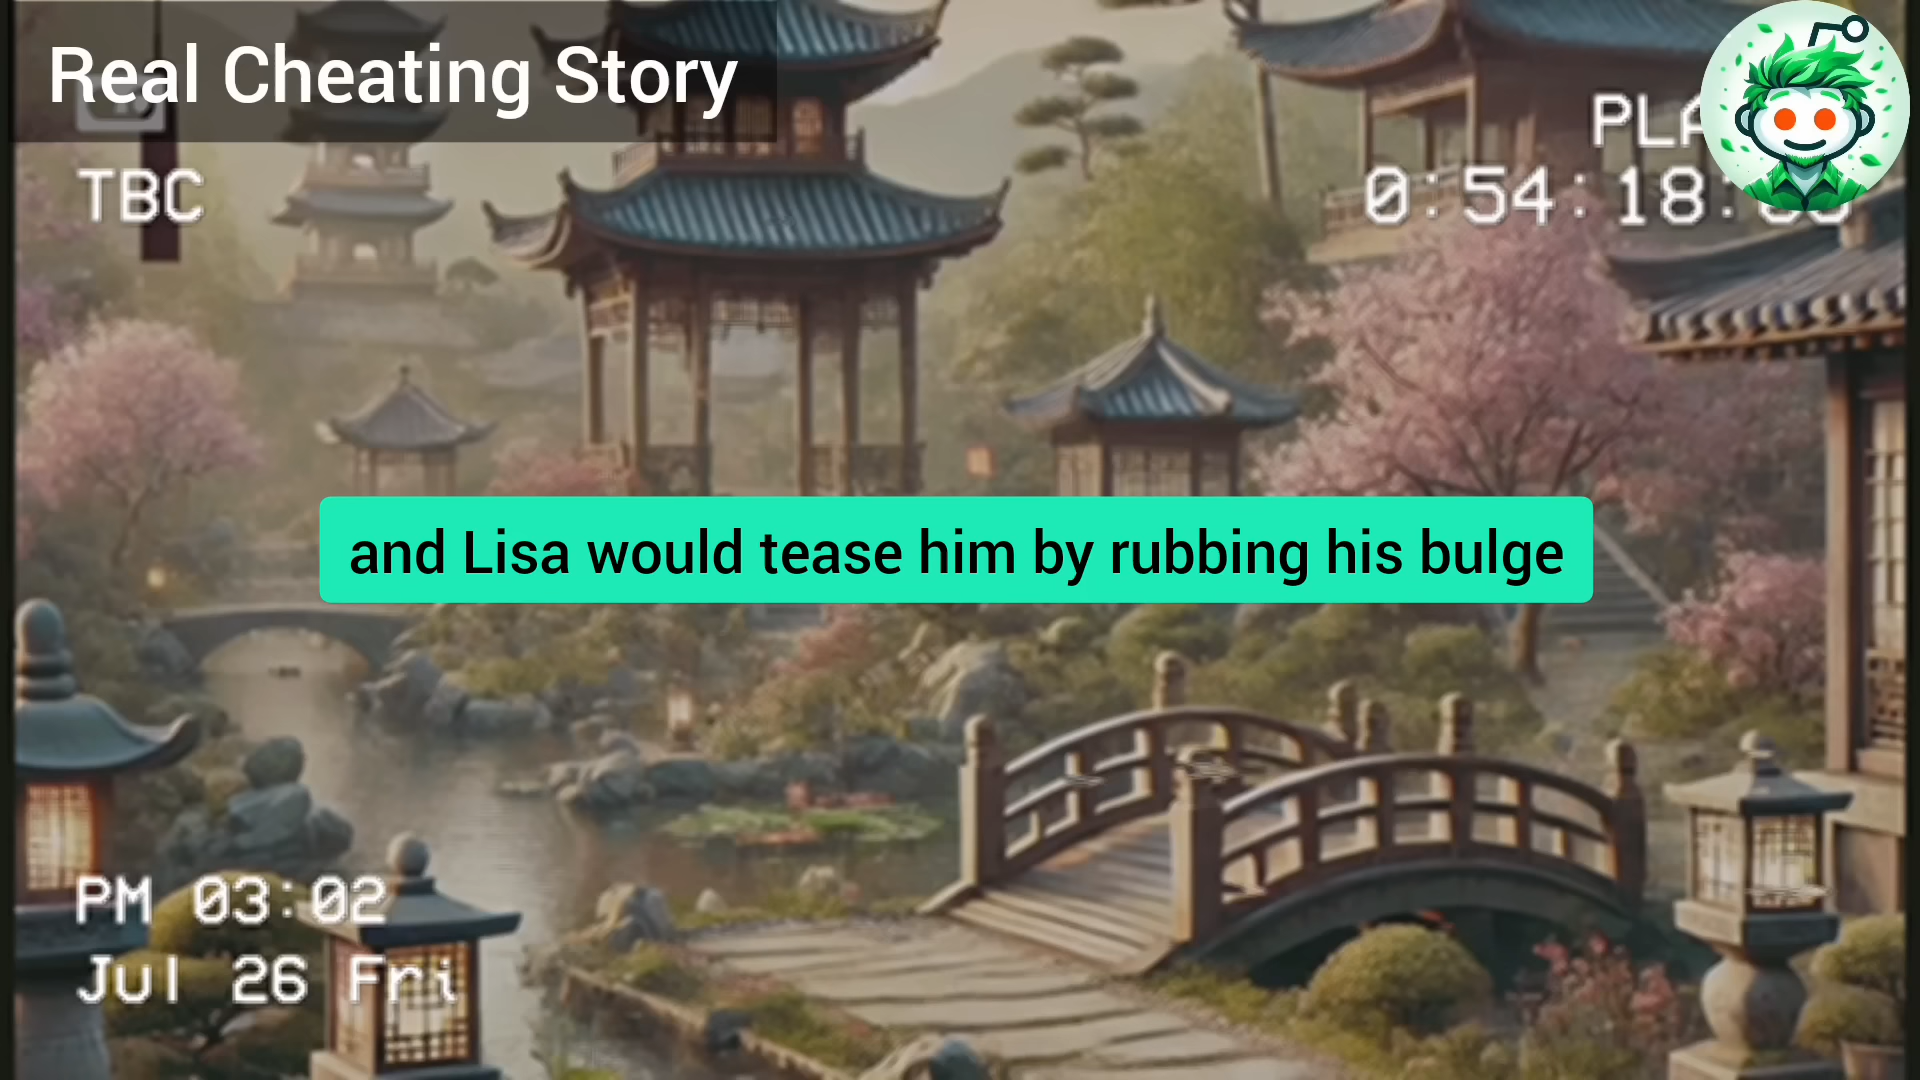 Real Cheating Story
TBC
0:54:18:
and Lisa would tease him by rubbing his bulge
PM 03:02
Jul 26 Fri